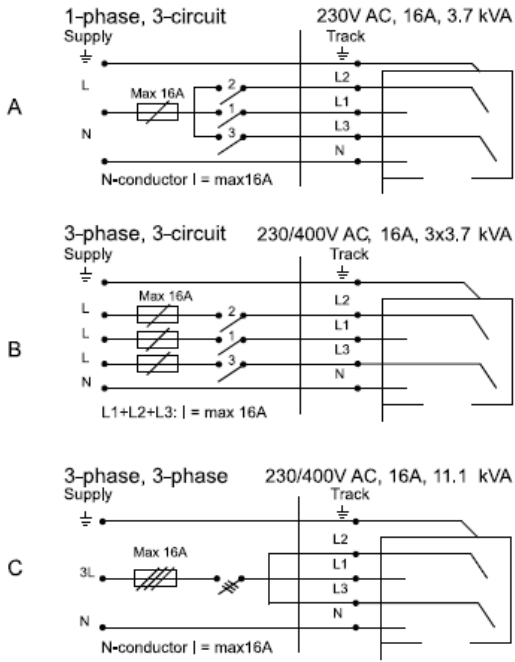 1-phase, 3-circuit 230V AC, 16A, 3.7 kVA
Supply Track
L2
L Max 16A 2
L1
A 1
L3
N 3
N
N-conductor I = max16A
3-phase, 3-circuit 230/400V AC, 16A, 3x3.7 kVA
Supply Track
Max 16A
L2
L 2
L1
L 1
B L3
L 3
N
N
L1+L2+L3: I = max 16A
3-phase, 3-phase 230/400V AC, 16A, 11.1 kVA
Supply Track
L2
Max 16A
L1
C 3L
L3
N
N
N-conductor I = max16A